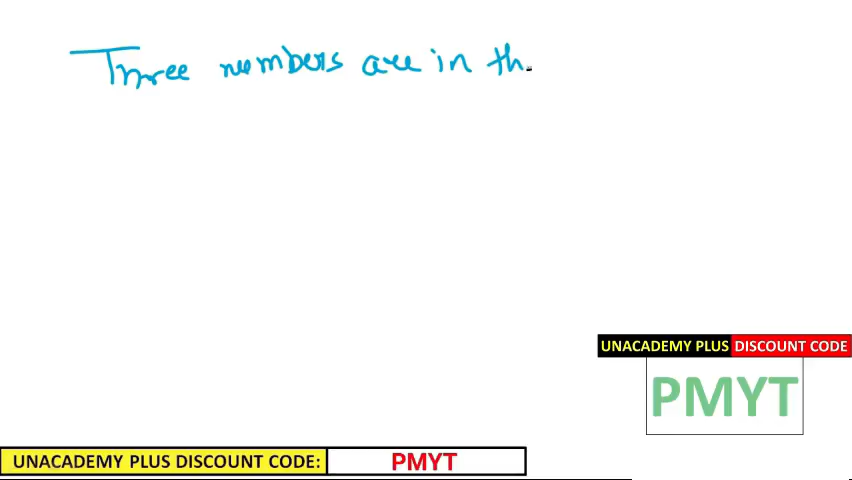 Three numbers are in th
UNACADEMY PLUS DISCOUNT CODE
PMYT
UNACADEMY PLUS DISCOUNT CODE: PMYT